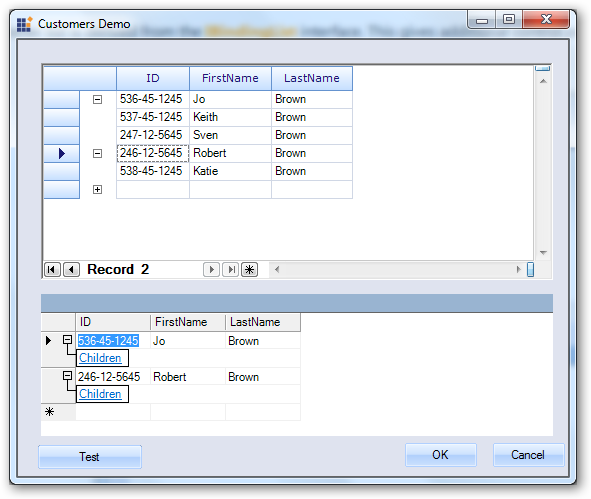 Customers Demo
ID FirstName LastName
536-45-1245 Jo Brown
537-45-1245 Keith Brown
247-12-5645 Sven Brown
246-12-5645 Robert Brown
538-45-1245 Katie Brown
Record 2
ID FirstName LastName
536-45-1245 Jo Brown
Children
246-12-5645 Robert Brown
Children
Test OK Cancel